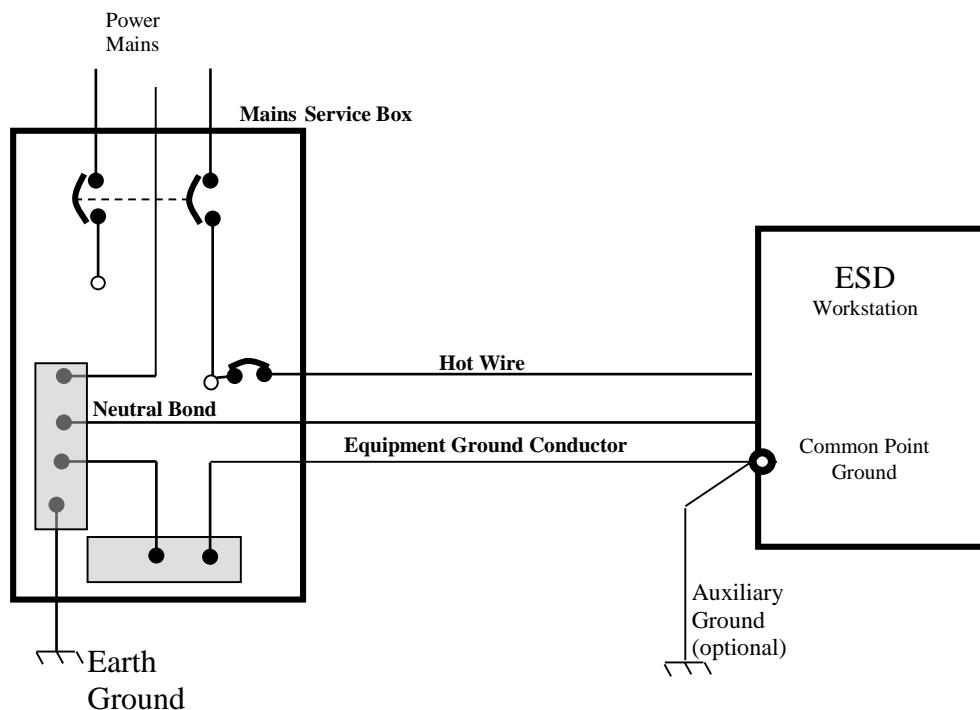 Power
Mains
Mains Service Box
ESD
Workstation
Hot Wire
Neutral Bond
Equipment Ground Conductor
Common Point
Ground
Auxiliary
Ground
(optional)
Earth
Ground